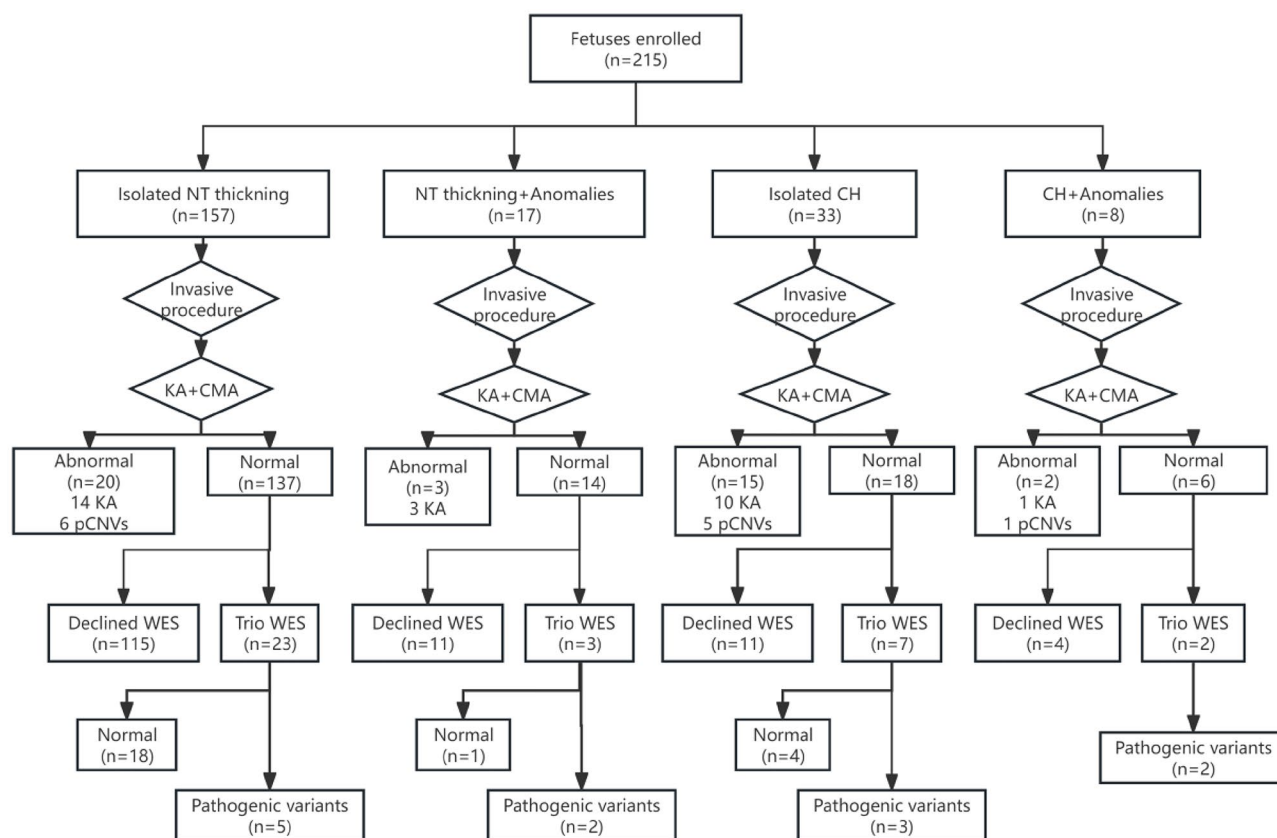 Fetuses enrolled
(n=215)
Isolated NT thickning
(n=157)
NT thickning+Anomalies
(n=17)
Isolated CH
(n=33)
CH+Anomalies
(n=8)
Invasive
procedure
Invasive
procedure
Invasive
procedure
Invasive
procedure
KA+CMA
KA+CMA
KA+CMA
KA+CMA
Abnormal
(n=20)
14 KA
6 pCNVs
Normal
(n=137)
Abnormal
(n=3)
3 KA
Normal
(n=14)
Abnormal
(n=15)
10 KA
5 pCNVs
Normal
(n=18)
Abnormal
(n=2)
1 KA
1 pCNVs
Normal
(n=6)
Declined WES
(n=115)
Trio WES
(n=23)
Declined WES
(n=11)
Trio WES
(n=3)
Declined WES
(n=11)
Trio WES
(n=7)
Declined WES
(n=4)
Trio WES
(n=2)
Normal
(n=18)
Normal
(n=1)
Normal
(n=4)
Pathogenic variants
(n=2)
Pathogenic variants
(n=5)
Pathogenic variants
(n=2)
Pathogenic variants
(n=3)